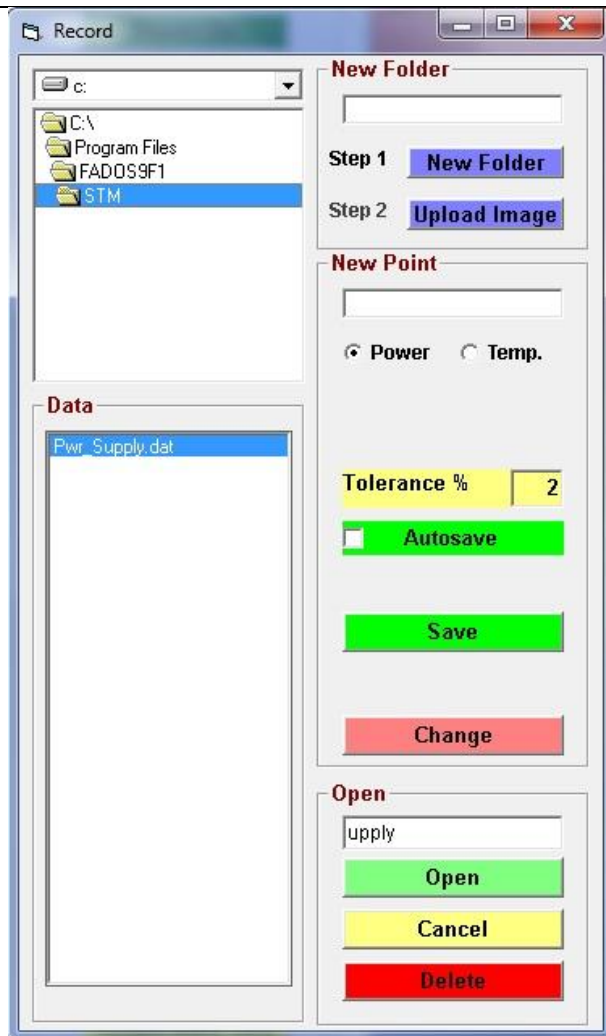 Record
c:
C:\
Program Files
FADOS9F1
STM
Data
Pwr_Supply.dat
New Folder
Step 1 New Folder
Step 2 Upload Image
New Point
Power Temp.
Tolerance % 2
Autosave
Save
Change
Open
upply
Open
Cancel
Delete